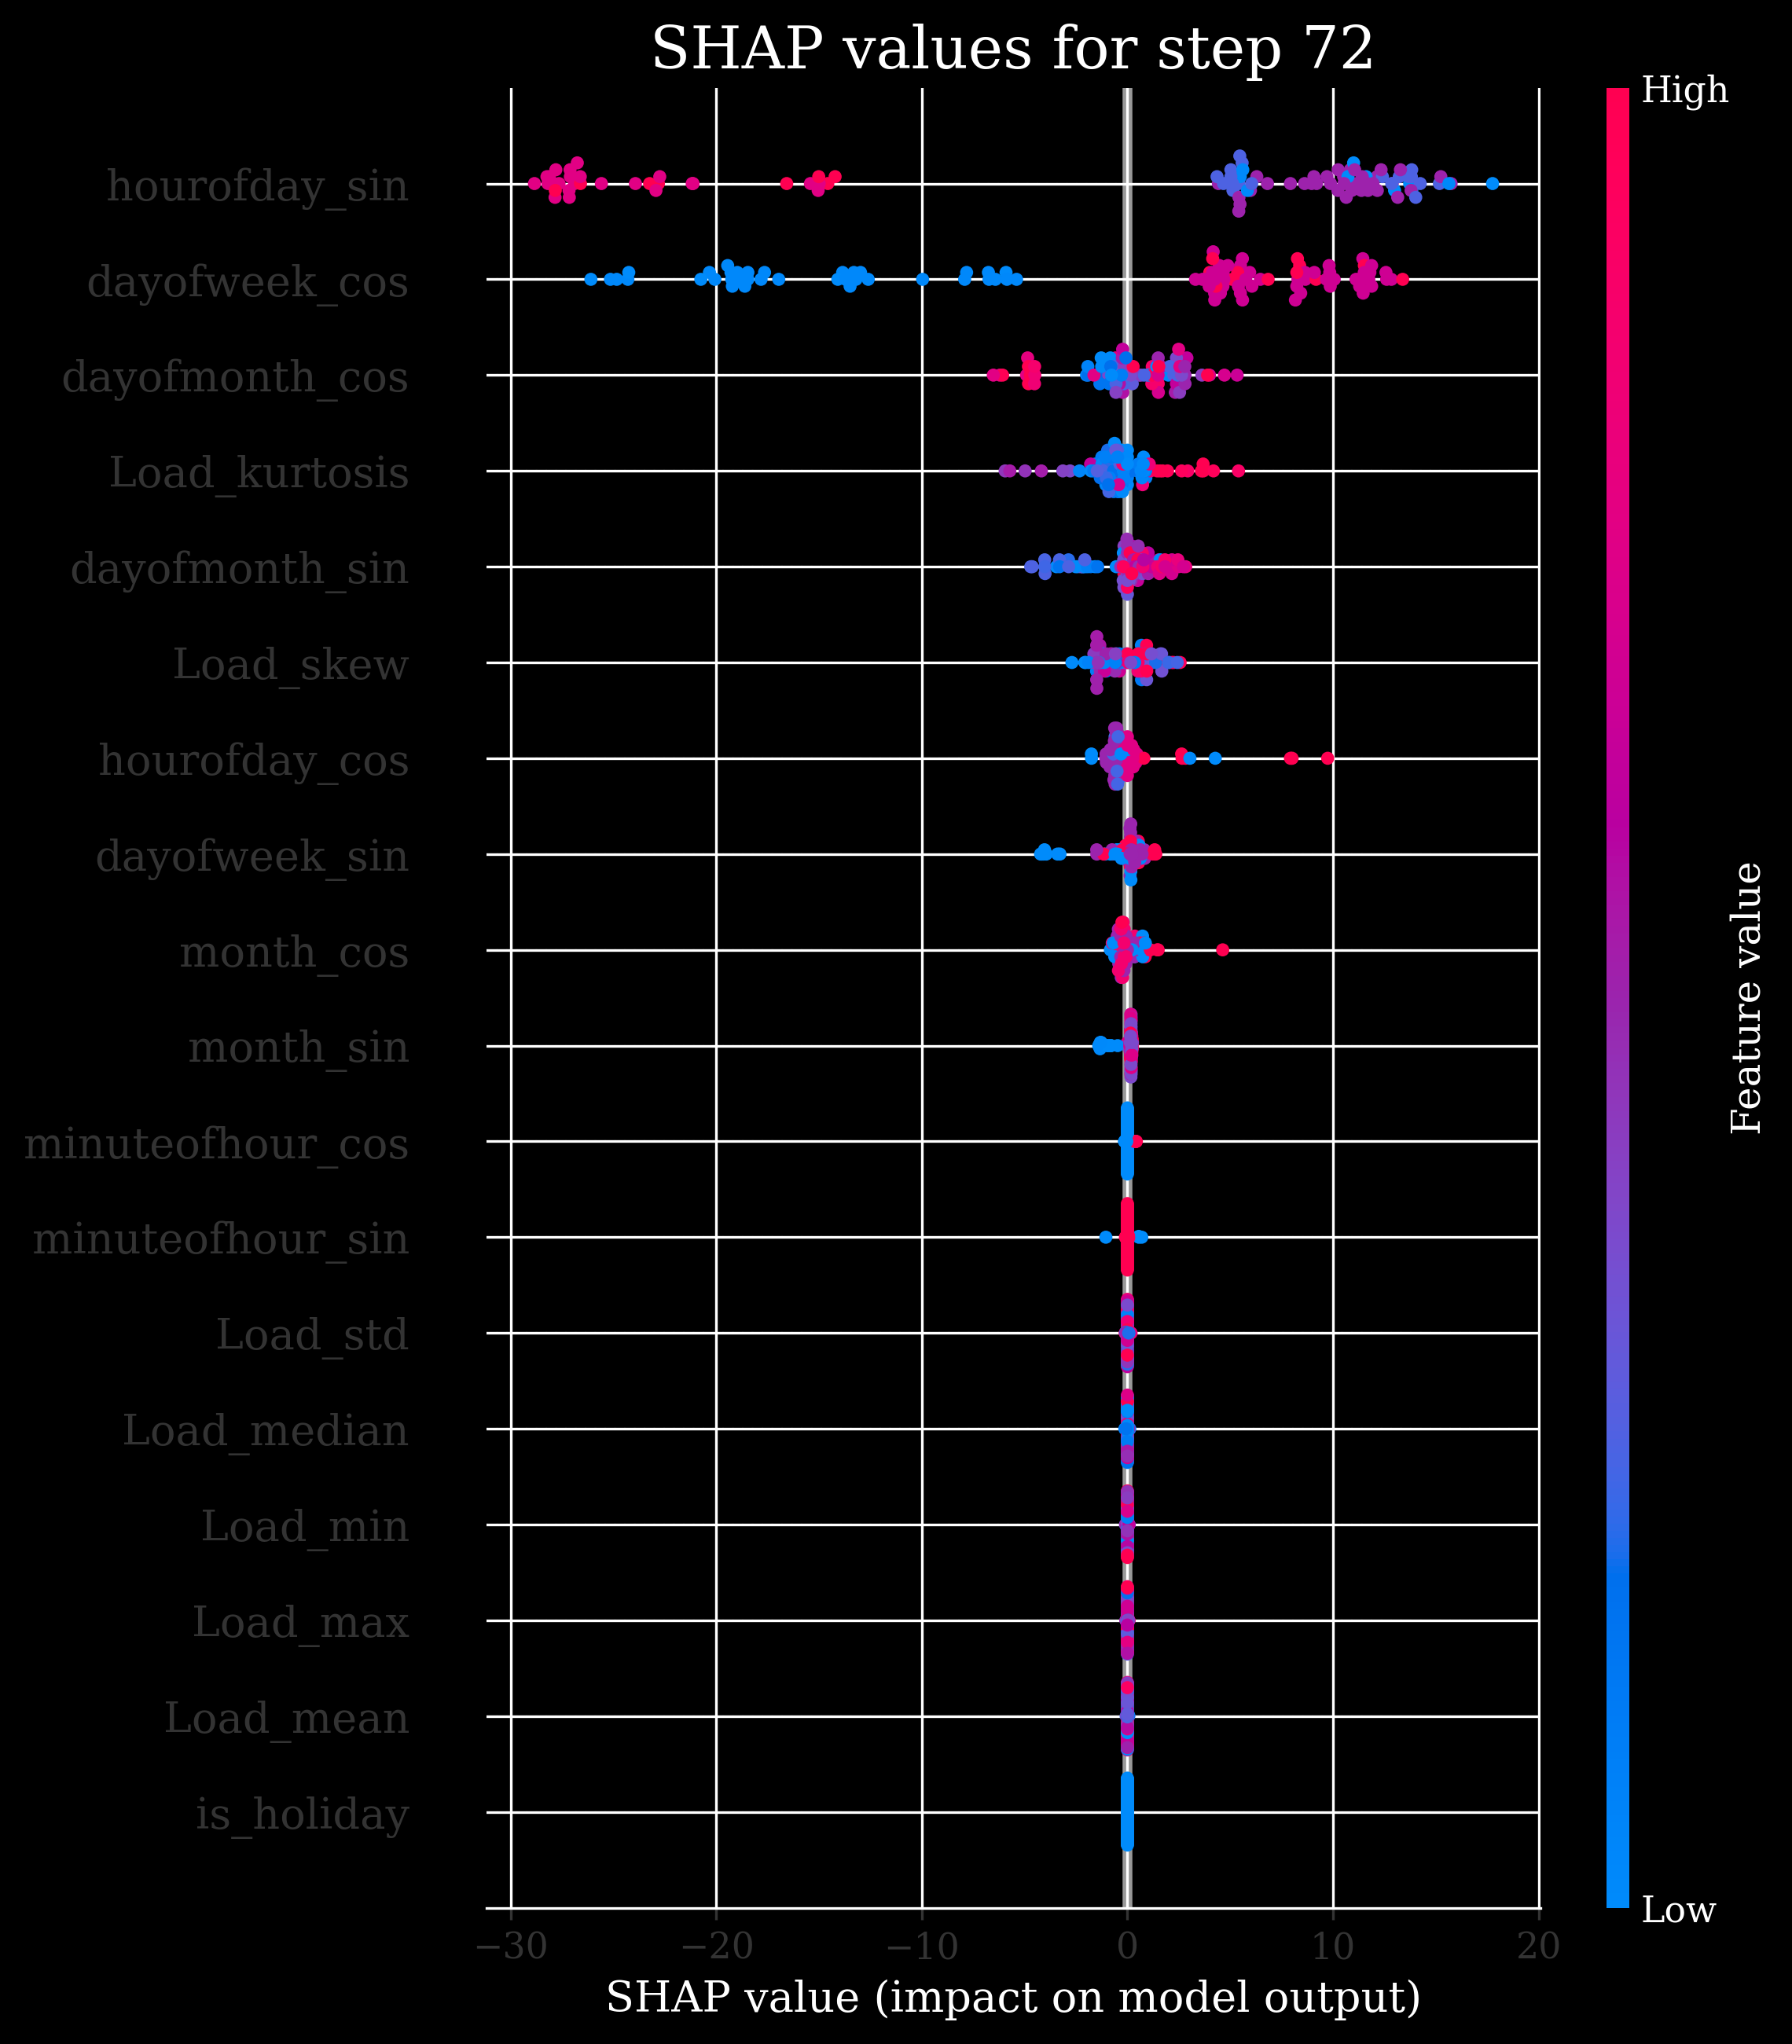 SHAP values for step 72
High
hourofday_sin
dayofweek_cos
dayofmonth_cos
Load_kurtosis
dayofmonth_sin
Load_skew
hourofday_cos
dayofweek_sin
month_cos
month_sin
minuteofhour_cos
minuteofhour_sin
Load_std
Load_median
Load_min
Load_max
Load_mean
is_holiday
Feature value
Low
−30 −20 −10 0 10 20
SHAP value (impact on model output)